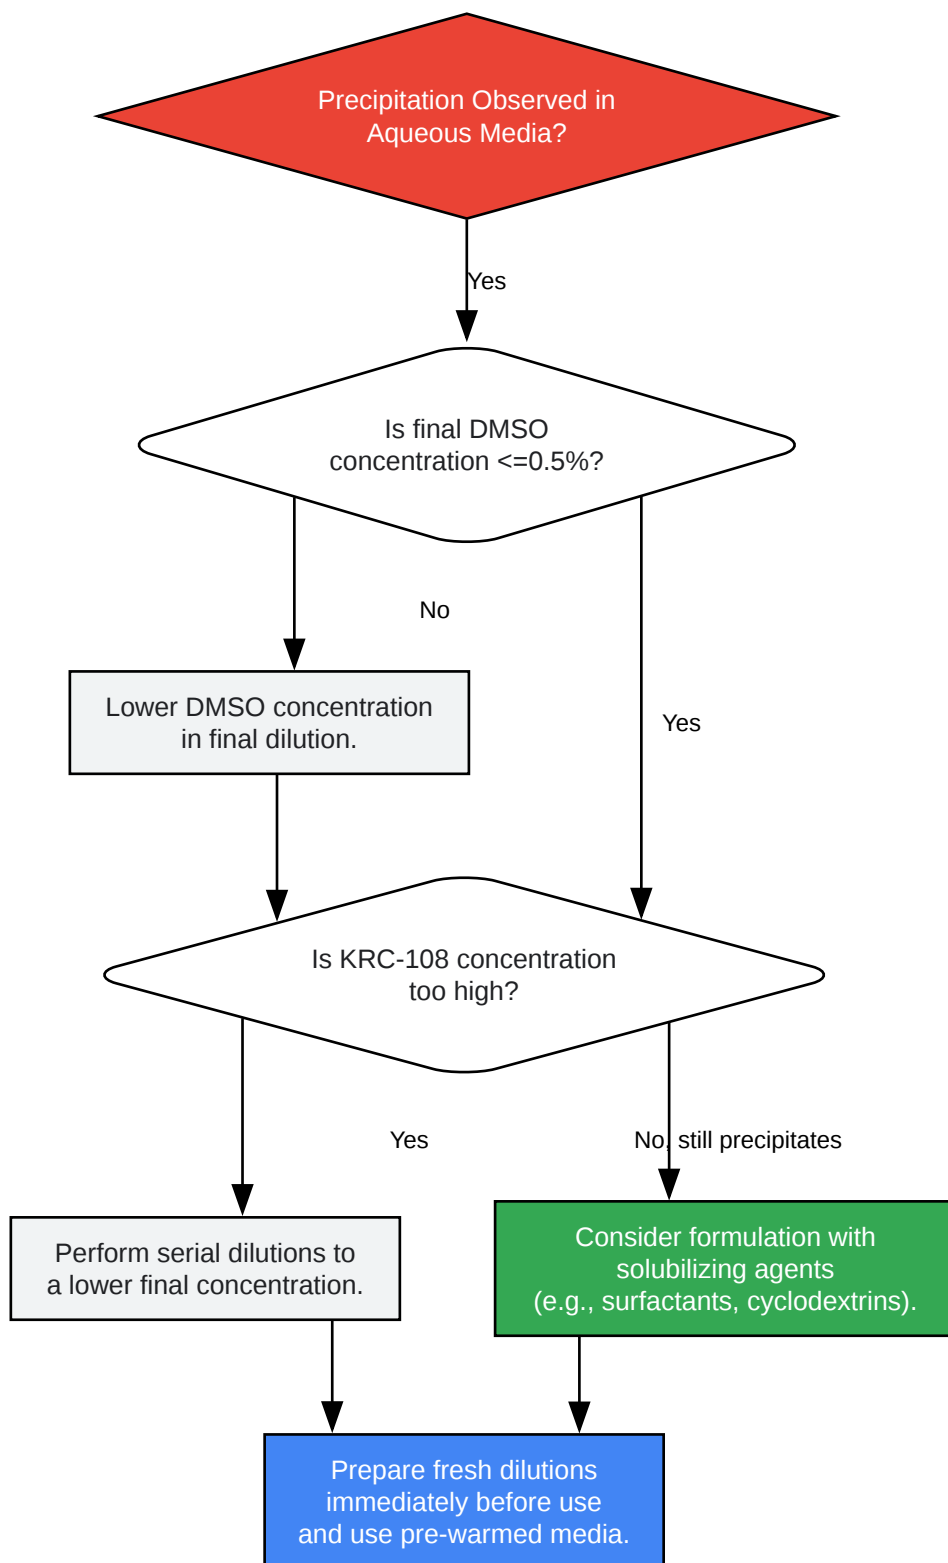 Precipitation Observed in
Aqueous Media?
Yes
Is final DMSO
concentration <=0.5%?
No
Lower DMSO concentration
in final dilution.
Yes
Is KRC-108 concentration
too high?
Yes
No, still precipitates
Perform serial dilutions to
a lower final concentration.
Consider formulation with
solubilizing agents
(e.g., surfactants, cyclodextrins).
Prepare fresh dilutions
immediately before use
and use pre-warmed media.